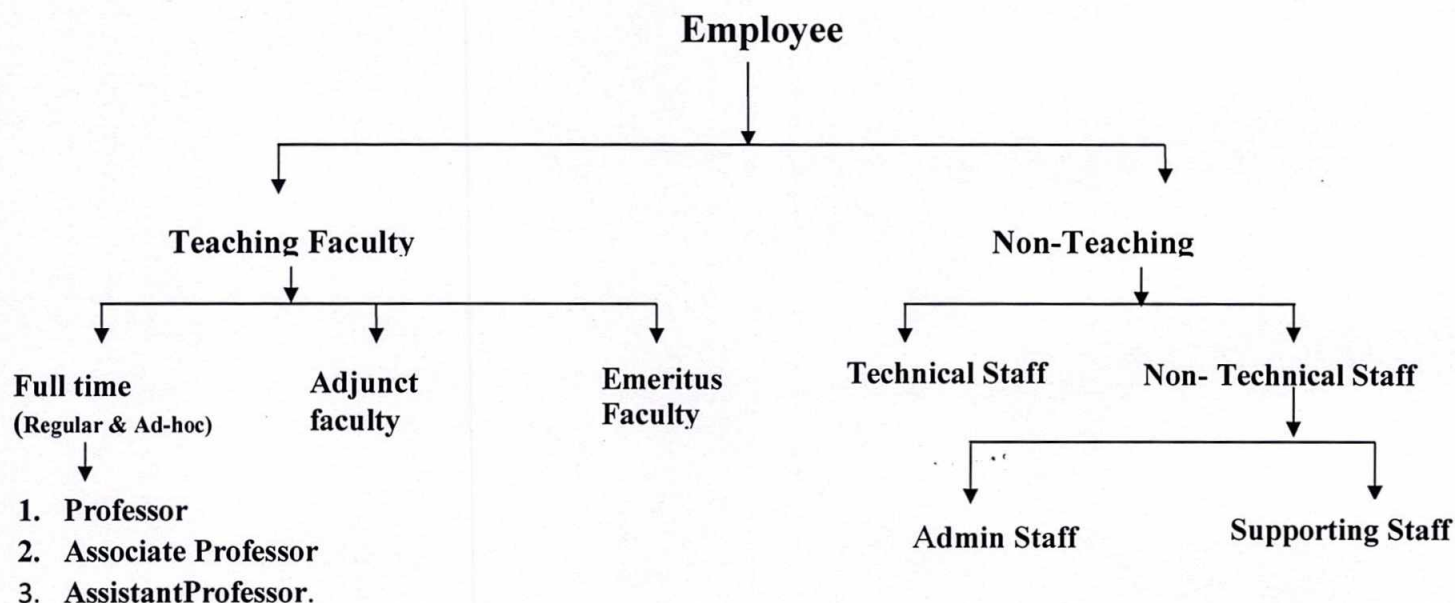 Employee
Teaching Faculty
Non-Teaching
Full time
(Regular & Ad-hoc)
Adjunct
faculty
Emeritus
Faculty
Technical Staff
Non- Technical Staff
1. Professor
2. Associate Professor
3. AssistantProfessor.
Admin Staff
Supporting Staff